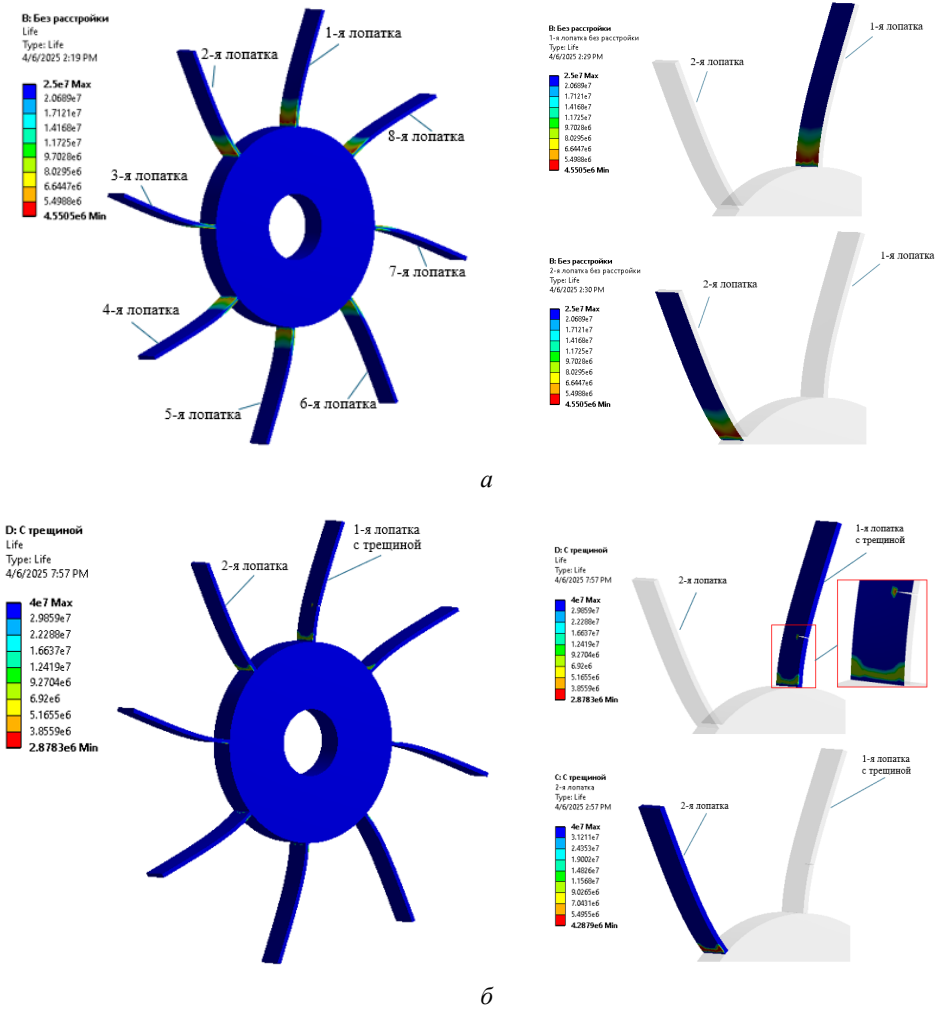 B: Без расстройки
Life
Type: Life
4/6/2025 2:19 PM
2.5e7 Max
2.0689e7
1.7121e7
1.4168e7
1.1725e7
9.7028e6
8.0295e6
6.6447e6
5.4988e6
4.5505e6 Min
1-я лопатка
2-я лопатка
8-я лопатка
3-я лопатка
7-я лопатка
4-я лопатка
5-я лопатка
6-я лопатка
B: Без расстройки
1-я лопатка без расстройки
Type: Life
4/6/2025 2:29 PM
2.5e7 Max
2.0689e7
1.7121e7
1.4168e7
1.1725e7
9.7028e6
8.0295e6
6.6447e6
5.4988e6
4.5505e6 Min
1-я лопатка
2-я лопатка
B: Без расстройки
2-я лопатка без расстройки
Type: Life
4/6/2025 2:30 PM
2.5e7 Max
2.0689e7
1.7121e7
1.4168e7
1.1725e7
9.7028e6
8.0295e6
6.6447e6
5.4988e6
4.5505e6 Min
1-я лопатка
2-я лопатка
а
D: С трещиной
Life
Type: Life
4/6/2025 7:57 PM
4e7 Max
2.9859e7
2.2288e7
1.6637e7
1.2419e7
9.2704e6
6.92e6
5.1655e6
3.8559e6
2.8783e6 Min
1-я лопатка
с трещиной
2-я лопатка
D: С трещиной
Life
Type: Life
4/6/2025 7:57 PM
4e7 Max
2.9859e7
2.2288e7
1.6637e7
1.2419e7
9.2704e6
6.92e6
5.1655e6
3.8559e6
2.8783e6 Min
1-я лопатка
с трещиной
2-я лопатка
C: С трещиной
2-я лопатка
Type: Life
4/6/2025 2:57 PM
4e7 Max
3.1211e7
2.4353e7
1.9002e7
1.4826e7
1.1568e7
9.0265e6
7.0431e6
5.4955e6
4.2879e6 Min
1-я лопатка
с трещиной
2-я лопатка
б